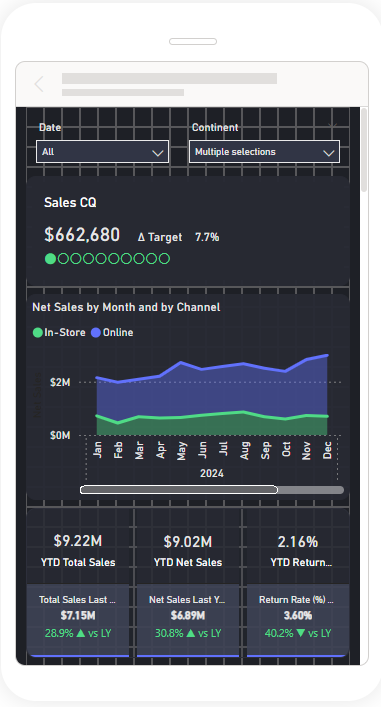 Date Continent
All Multiple selections
Sales CQ
$662,680 Δ Target 7.7%
Net Sales by Month and by Channel
In-Store Online
$2M
$0M
Jan Feb Mar Apr May Jun Jul Aug Sep Oct Nov Dec
2024
$9.22M $9.02M 2.16%
YTD Total Sales YTD Net Sales YTD Return...
Total Sales Last ... Net Sales Last Y... Return Rate (%) ...
$7.15M $6.89M 3.60%
28.9% ▲ vs LY 30.8% ▲ vs LY 40.2% ▼ vs LY